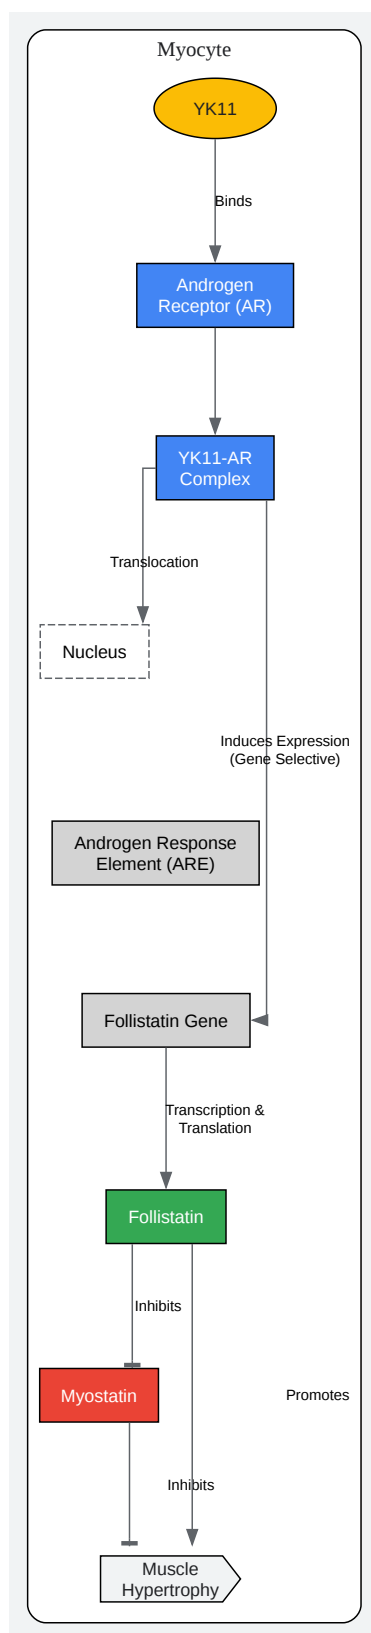 Myocyte
YK11
Binds
Androgen
Receptor (AR)
YK11-AR
Complex
Translocation
Nucleus
Induces Expression
(Gene Selective)
Androgen Response
Element (ARE)
Follistatin Gene
Transcription &
Translation
Follistatin
Inhibits
Myostatin
Promotes
Inhibits
Muscle
Hypertrophy